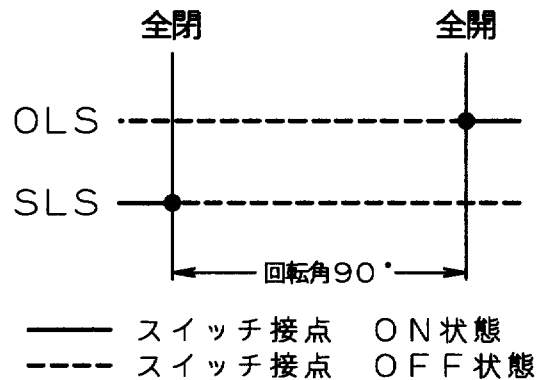 全閉 全開
OLS
SLS
回転角90°
スイッチ接点 ON状態
スイッチ接点 OFF状態